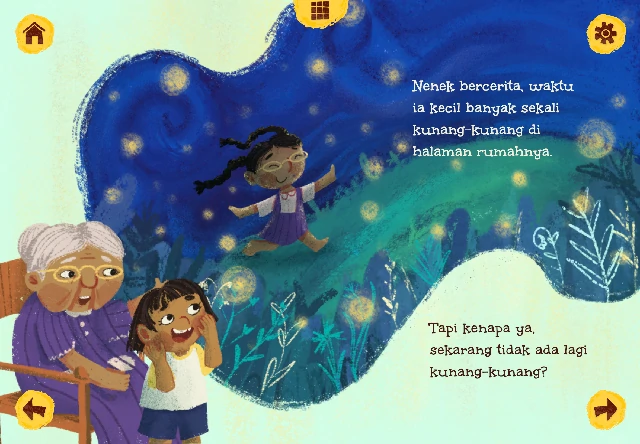 Nenek bercerita, waktu
ia kecil banyak sekali
kunang-kunang di
halaman rumahnya.
Tapi kenapa ya,
sekarang tidak ada lagi
kunang-kunang?